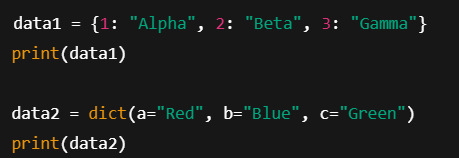 data1 = {1: "Alpha", 2: "Beta", 3: "Gamma"}
print(data1)
data2 = dict(a="Red", b="Blue", c="Green")
print(data2)